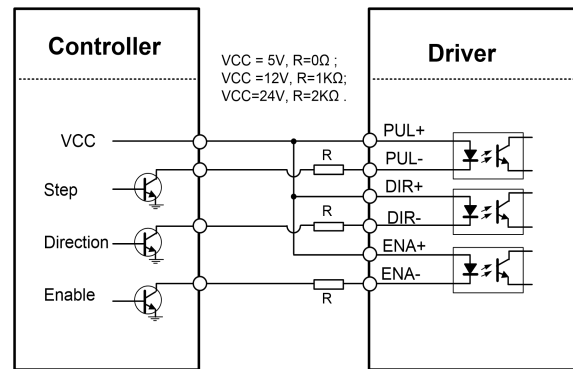 Controller
VCC = 5V, R=0Ω ;
VCC =12V, R=1KΩ;
VCC=24V, R=2KΩ .
Driver
VCC
R
PUL+
PUL-
Step
DIR+
R
DIR-
Direction
ENA+
Enable
R
ENA-